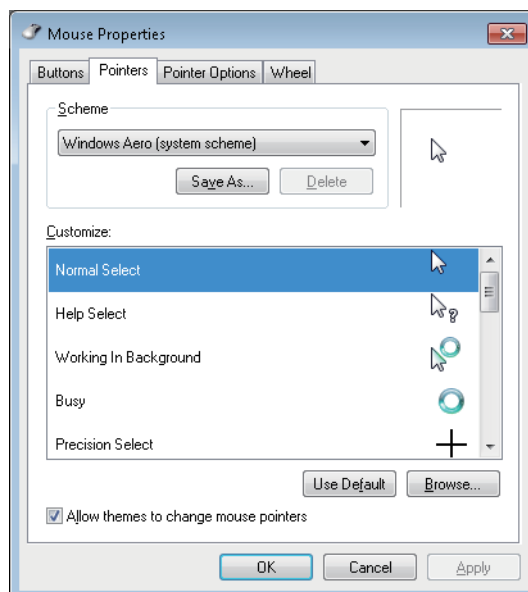 Mouse Properties
Buttons Pointers Pointer Options Wheel
Scheme
Windows Aero (system scheme)
Save As... Delete
Customize:
Normal Select
Help Select
Working In Background
Busy
Precision Select
Use Default Browse...
Allow themes to change mouse pointers
OK Cancel Apply